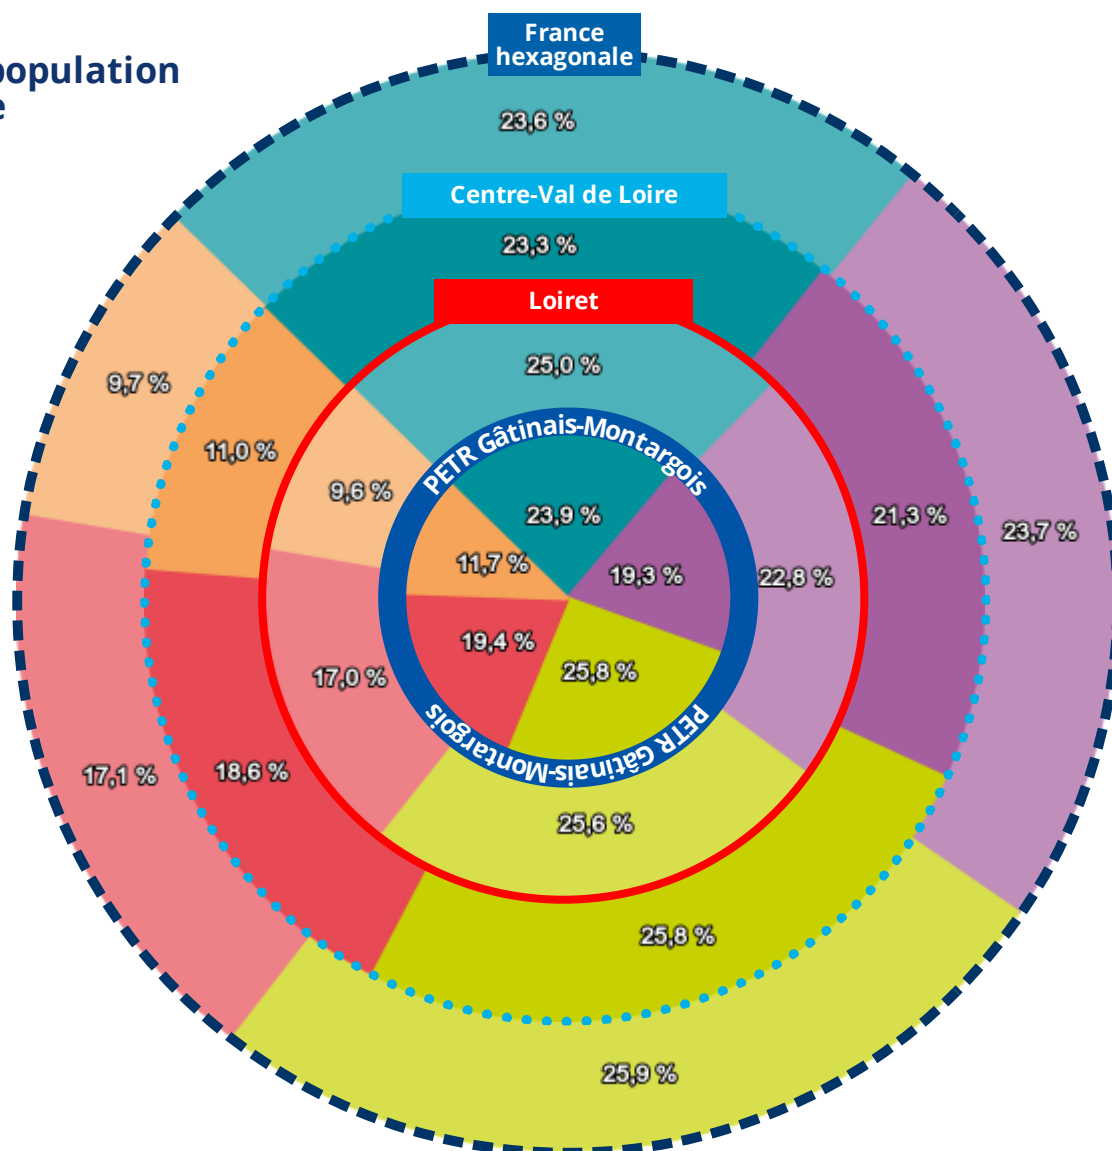 France
hexagonale
population
e
23,6 %
Centre-Val de Loire
23,3 %
Loiret
25,0 %
9,7 %
11,0 %
PETR Gâtinais-Montargois
9,6 %
23,9 %
21,3 %
23,7 %
11,7 %
19,3 %
22,8 %
19,4 %
25,8 %
17,0 %
PETR Gâtinais-Montargois
17,1 %
18,6 %
25,6 %
25,8 %
25,9 %